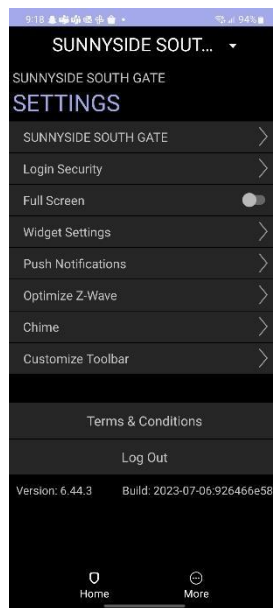 9:18
94%
SUNNYSIDE SOUT...
SUNNYSIDE SOUTH GATE
SETTINGS
SUNNYSIDE SOUTH GATE
Login Security
Full Screen
Widget Settings
Push Notifications
Optimize Z-Wave
Chime
Customize Toolbar
Terms & Conditions
Log Out
Version: 6.44.3 Build: 2023-07-06:926466e58
Home More